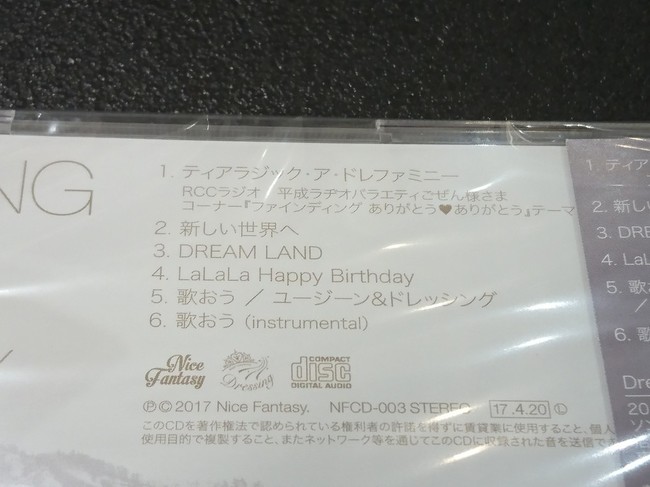 NG
1. ティアラジック・ア・ドレファミニー
RCCラジオ 平成ラヂオバラエティごぜん様さま
コーナー『ファインディング ありがとう♥ありがとう』テーマ
2. 新しい世界へ
3. DREAM LAND
4. LaLaLa Happy Birthday
5. 歌おう / ユージーン&ドレッシング
6. 歌おう (instrumental)
Nice Fantasy
Dressing
COMPACT disc DIGITAL AUDIO
Ⓟ© 2017 Nice Fantasy. NFCD-003 STEREO 17.4.20 Ⓛ
このCDを著作権法で認められている権利者の許諾を得ずに賃貸業に使用すること、個人
使用目的で複製すること、またネットワーク等を通じてこのCDに収録された音を送信でき
1. ティア
2. 新し
3. DRE
4. LaL
5. 歌お
/
6. 歌
Dre
20
ソン